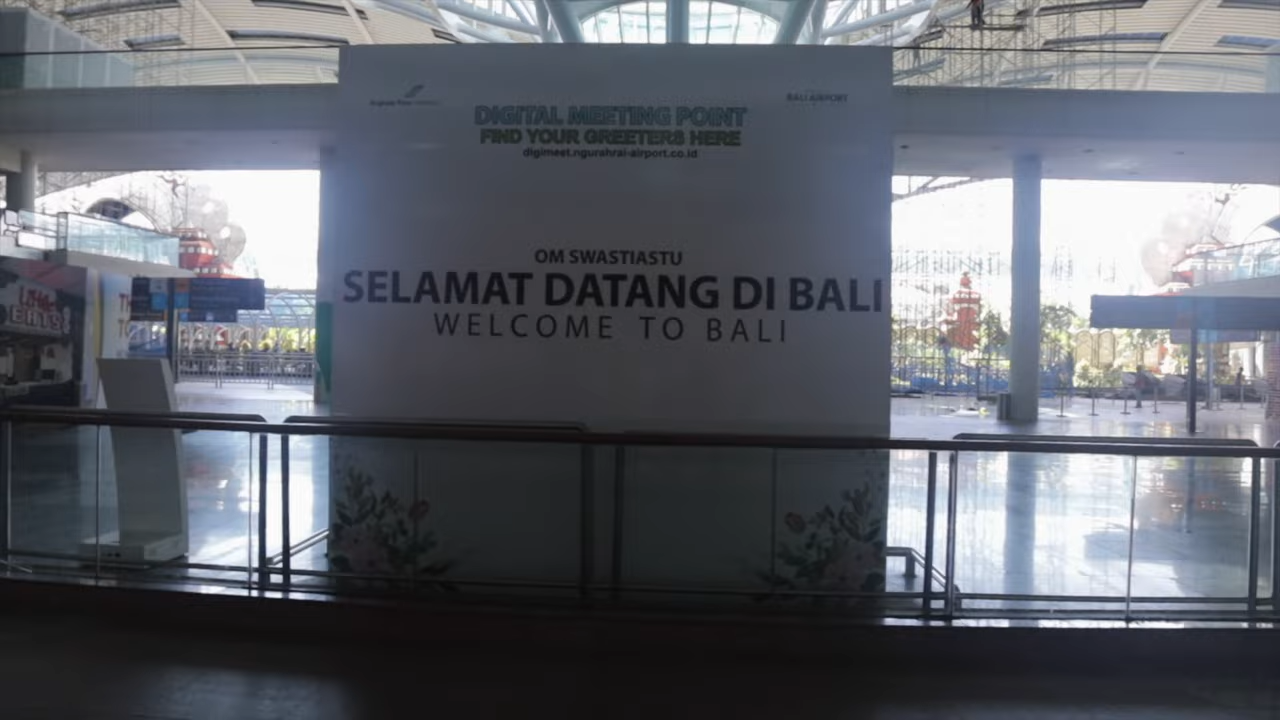 BALI AIRPORT
DIGITAL MEETING POINT
FIND YOUR GREETERS HERE
digimeet.ngurahrai-airport.co.id
OM SWASTIASTU
SELAMAT DATANG DI BALI
WELCOME TO BALI
EATS!